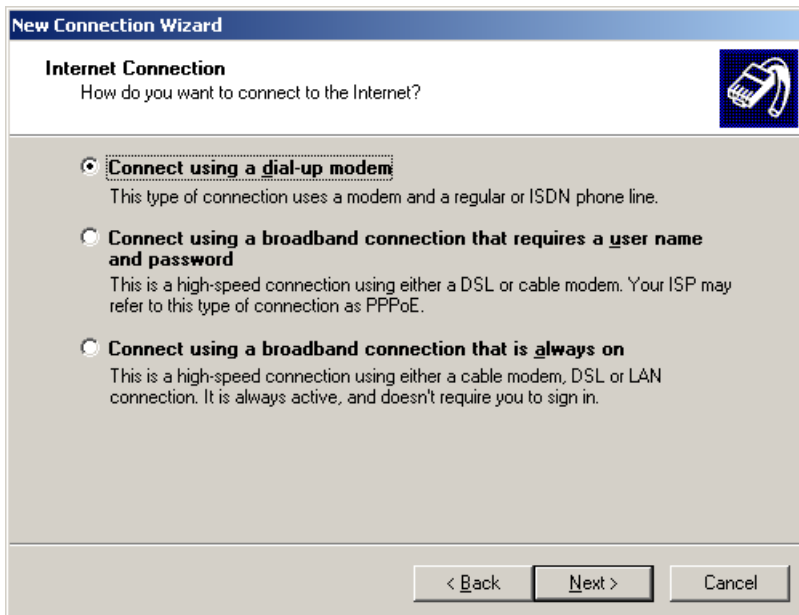 New Connection Wizard
Internet Connection
How do you want to connect to the Internet?
Connect using a dial-up modem
This type of connection uses a modem and a regular or ISDN phone line.
Connect using a broadband connection that requires a user name
and password
This is a high-speed connection using either a DSL or cable modem. Your ISP may
refer to this type of connection as PPPoE.
Connect using a broadband connection that is always on
This is a high-speed connection using either a cable modem, DSL or LAN
connection. It is always active, and doesn't require you to sign in.
< Back
Next >
Cancel